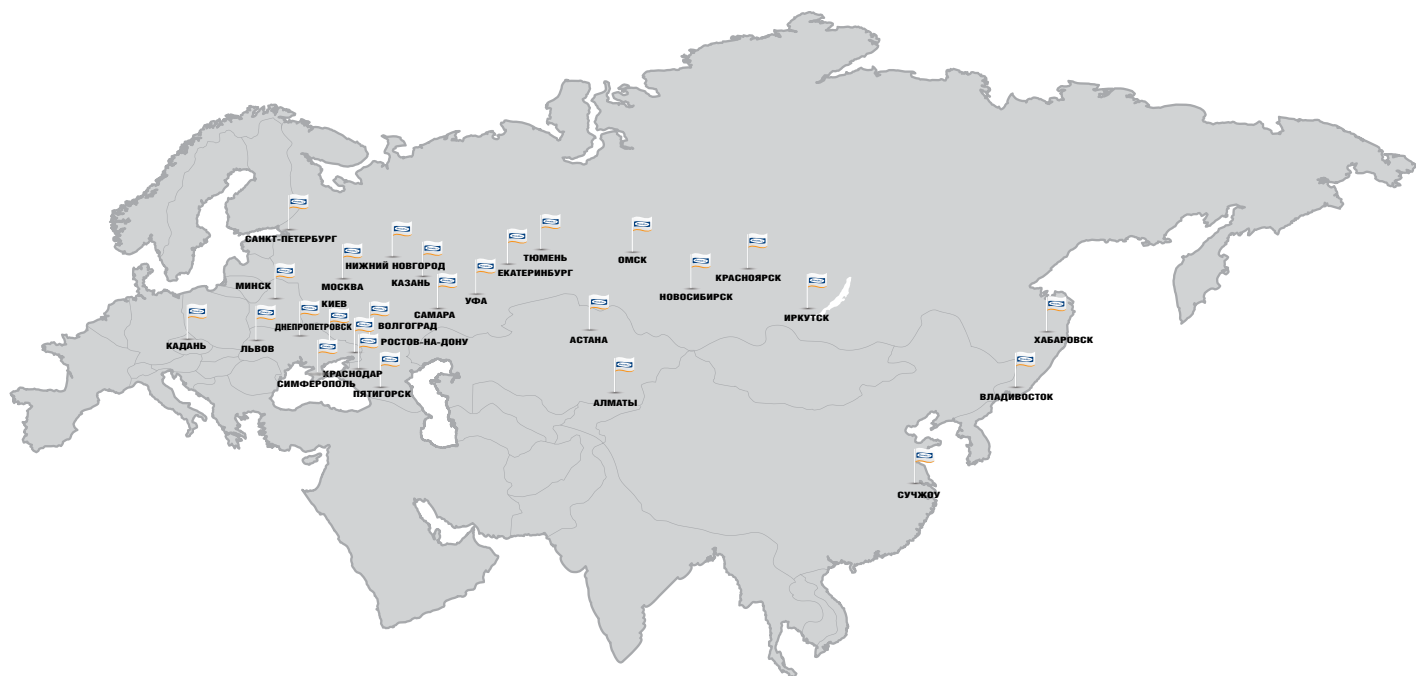 САНКТ-ПЕТЕРБУРГ
ТЮМЕНЬ
НИЖНИЙ НОВГОРОД
ЕКАТЕРИНБУРГ
ОМСК
КРАСНОЯРСК
МОСКВА
КАЗАНЬ
МИНСК
УФА
НОВОСИБИРСК
КИЕВ
САМАРА
ИРКУТСК
ДНЕПРОПЕТРОВСК
ВОЛГОГРАД
КАДАНЬ
ЛЬВОВ
РОСТОВ-НА-ДОНУ
АСТАНА
ХАБАРОВСК
КРАСНОДАР
СИМФЕРОПОЛЬ
ПЯТИГОРСК
АЛМАТЫ
ВЛАДИВОСТОК
СУЧЖОУ